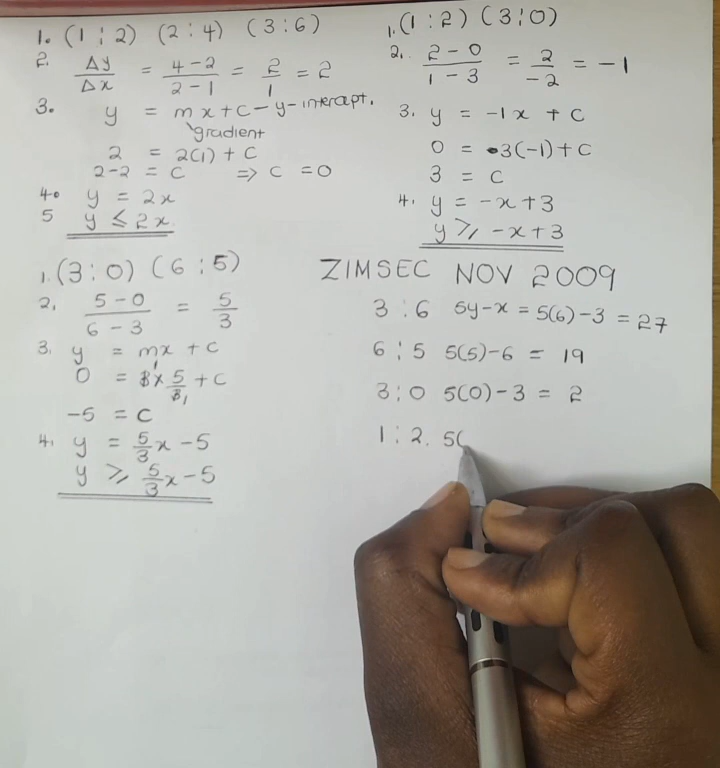 1. (1 : 2) (2 : 4) (3 : 6)
2. Δy/Δx = 4-2/2-1 = 2/1 = 2
3. y = mx+c - y-intercept.
gradient
2 = 2(1) + c
2-2 = c ⇒ c = 0
4. y = 2x
5 y ≤ 2x
1. (1 : 2) (3 : 0)
2. 2-0/1-3 = 2/-2 = -1
3. y = -1x + c
0 = 3(-1)+c
3 = c
4. y = -x+3
y ≥ -x+3
1. (3 : 0) (6 : 5)
2. 5-0/6-3 = 5/3
3. y = mx + c
0 = 3x 5/3 + c
-5 = c
4. y = 5/3x - 5
y ≥ 5/3x - 5
ZIMSEC NOV 2009
3 : 6 5y-x = 5(6)-3 = 27
6 : 5 5(5)-6 = 19
3 : 0 5(0)-3 = 2
1 : 2. 5(